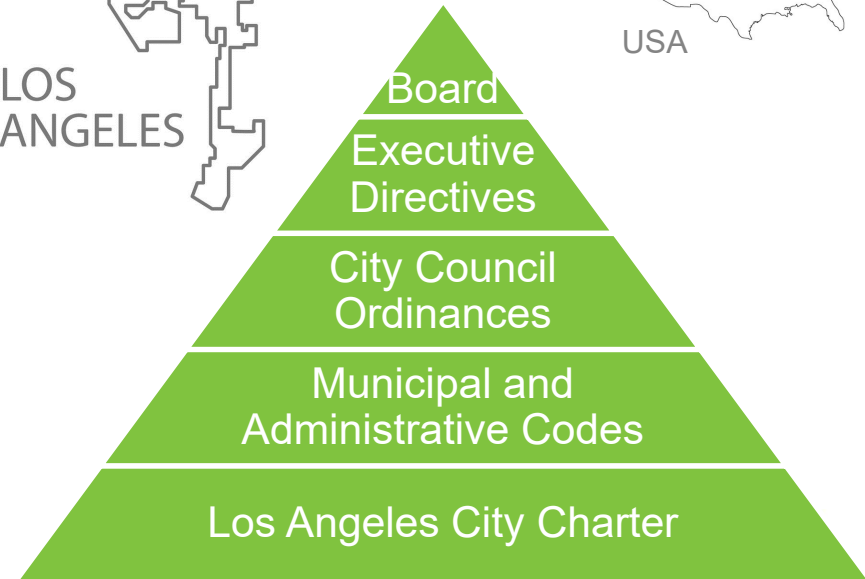 USA
LOS
ANGELES
Board
Executive
Directives
City Council
Ordinances
Municipal and
Administrative Codes
Los Angeles City Charter